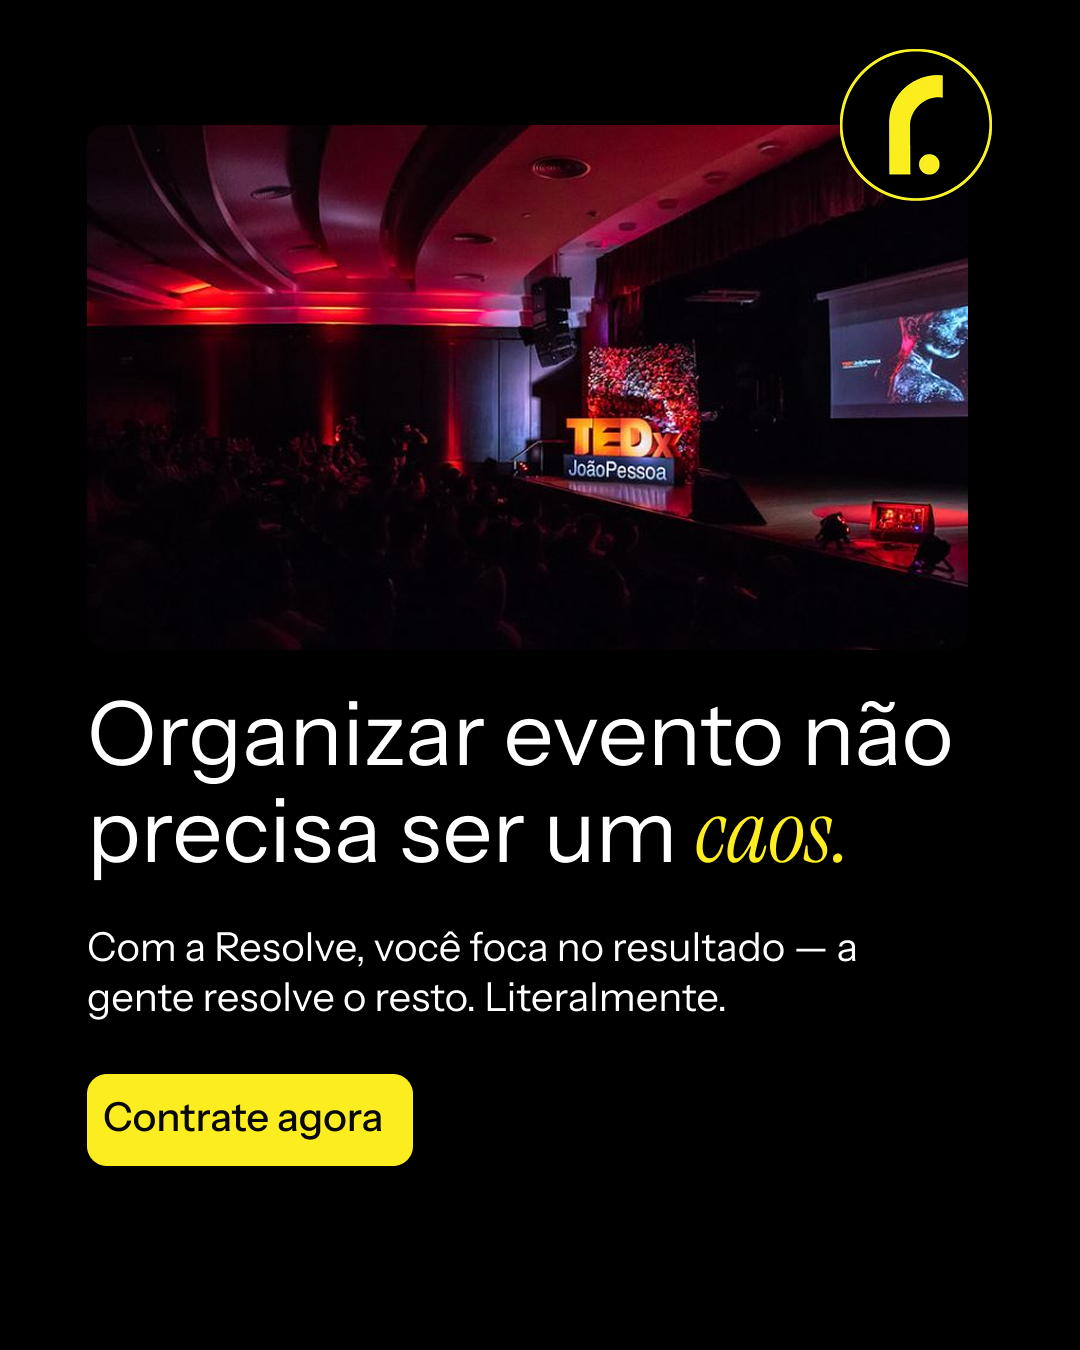 r.
TEDx
JoãoPessoa
Organizar evento não
precisa ser um caos.
Com a Resolve, você foca no resultado — a
gente resolve o resto. Literalmente.
Contrate agora